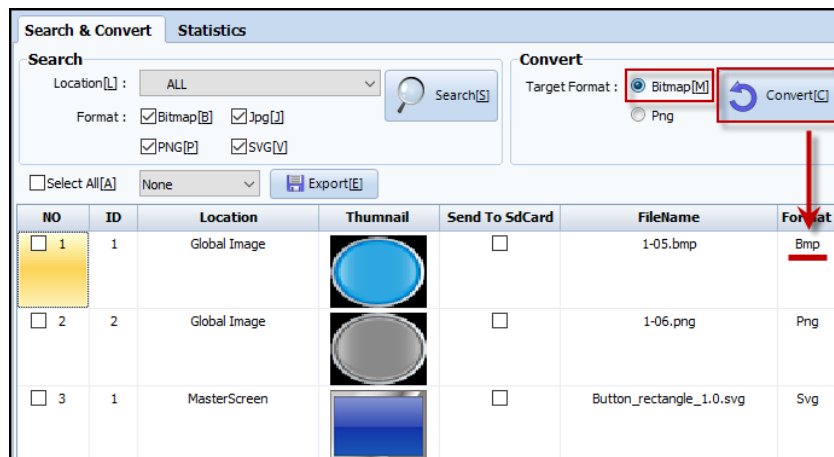 Search & Convert Statistics
Search
Location[L] : ALL Search[S]
Format : Bitmap[B] Jpg[J]
PNG[P] SVG[V]
Convert
Target Format : Bitmap[M] Convert[C]
Png
Select All[A] None Export[E]
NO ID Location Thumnail Send To SdCard FileName Format
1 1 Global Image 1-05.bmp Bmp
2 2 Global Image 1-06.png Png
3 1 MasterScreen Button_rectangle_1.0.svg Svg